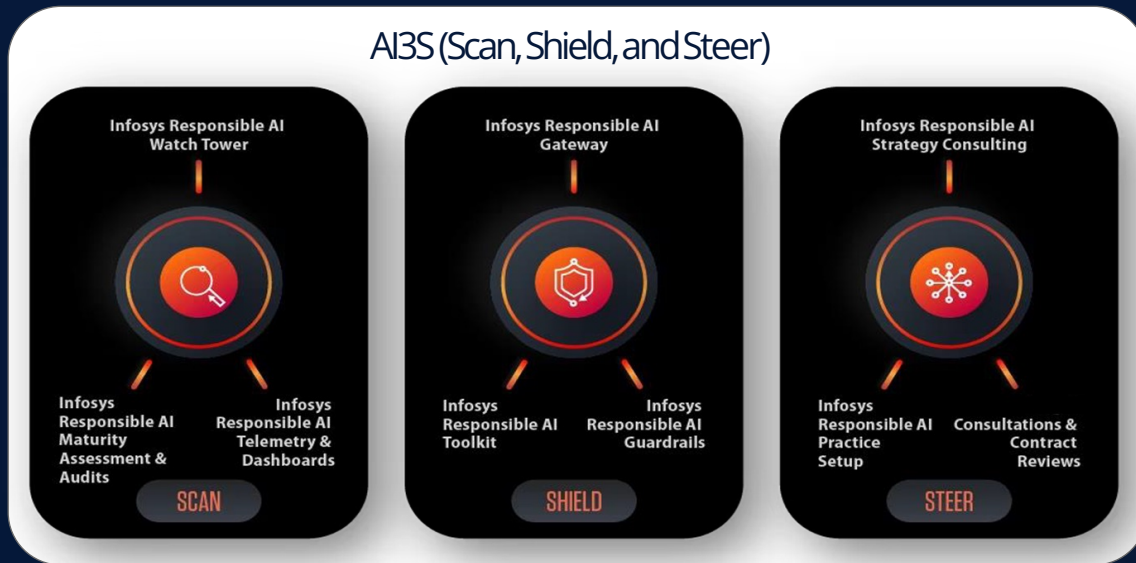 AI3S (Scan, Shield, and Steer)
Infosys Responsible AI
Watch Tower
Infosys
Responsible AI
Maturity
Assessment &
Audits
Infosys
Responsible AI
Telemetry &
Dashboards
SCAN
Infosys Responsible AI
Gateway
Infosys
Responsible AI
Toolkit
Infosys
Responsible AI
Guardrails
SHIELD
Infosys Responsible AI
Strategy Consulting
Infosys
Responsible AI
Practice
Setup
Consultations &
Contract
Reviews
STEER